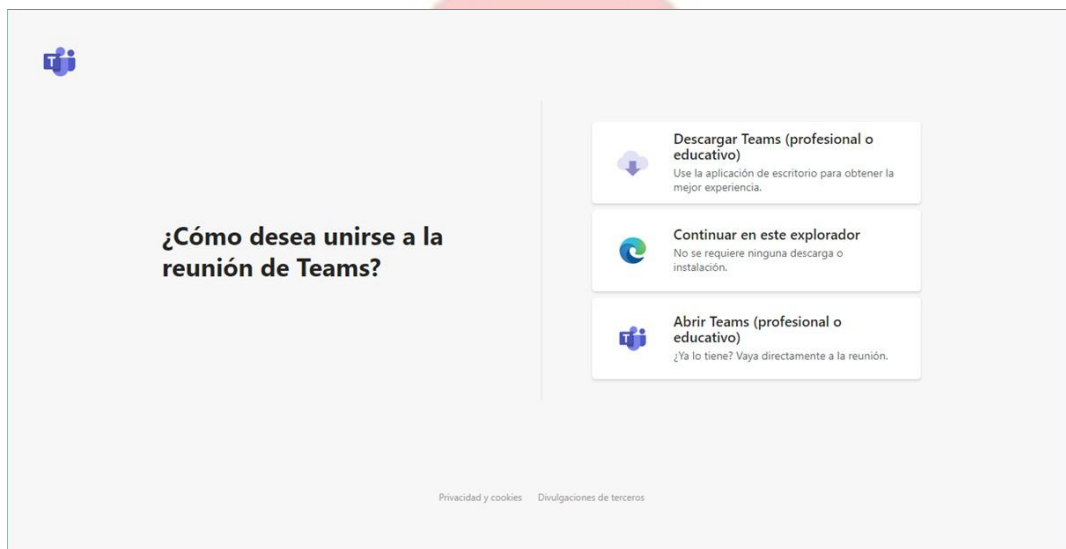 ¿Cómo desea unirse a la
reunión de Teams?
Descargar Teams (profesional o
educativo)
Use la aplicación de escritorio para obtener la
mejor experiencia.
Continuar en este explorador
No se requiere ninguna descarga o
instalación.
Abrir Teams (profesional o
educativo)
¿Ya lo tiene? Vaya directamente a la reunión.
Privacidad y cookies Divulgaciones de terceros